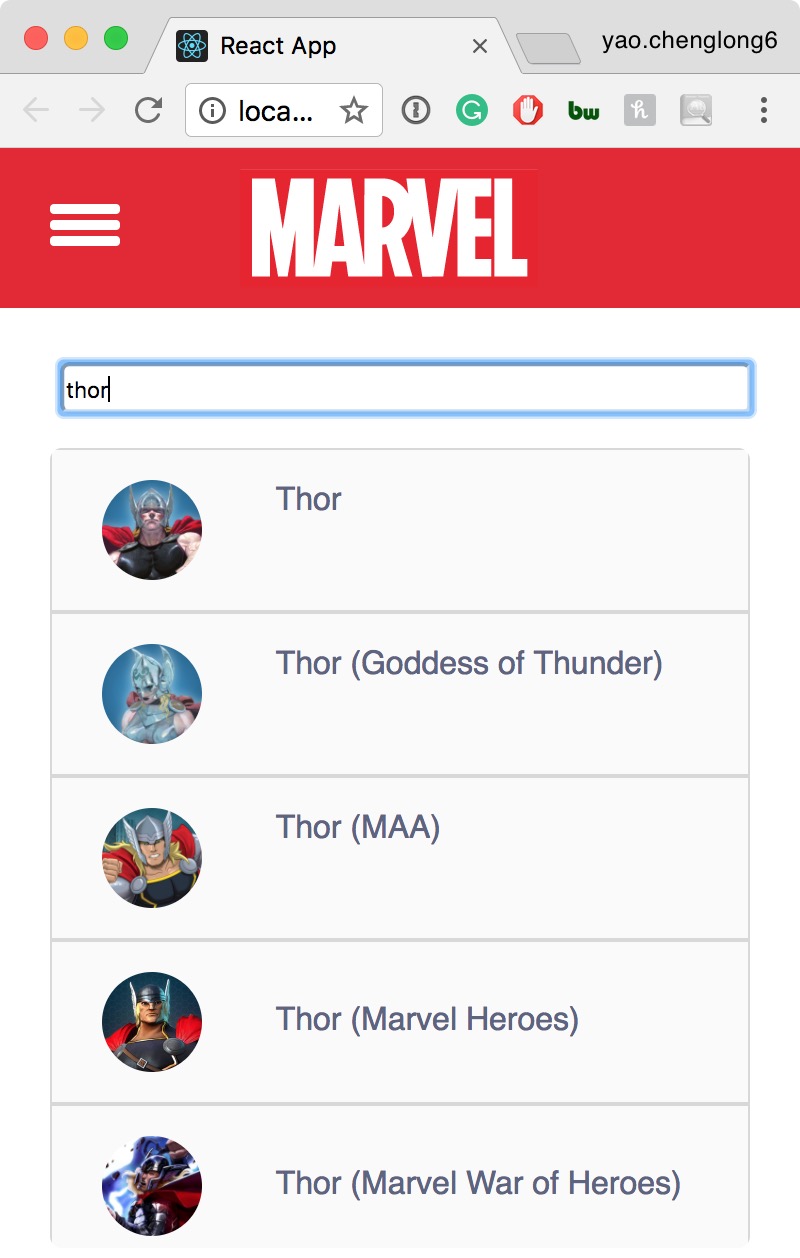 React App
yao.chenglong6
loca...
bw
h
MARVEL
thor
Thor
Thor (Goddess of Thunder)
Thor (MAA)
Thor (Marvel Heroes)
Thor (Marvel War of Heroes)